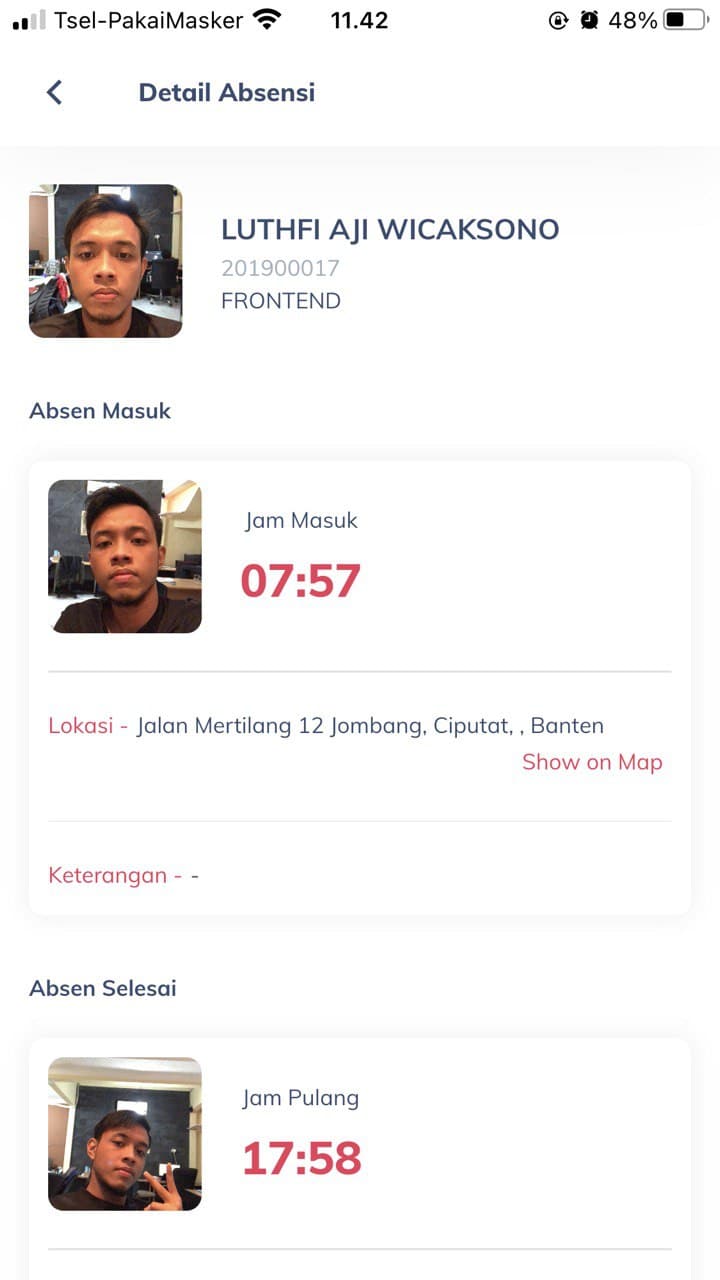 Tsel-PakaiMasker 11.42 48%
Detail Absensi
LUTHFI AJI WICAKSONO
201900017
FRONTEND
Absen Masuk
Jam Masuk
07:57
Lokasi - Jalan Mertilang 12 Jombang, Ciputat, , Banten
Show on Map
Keterangan - -
Absen Selesai
Jam Pulang
17:58